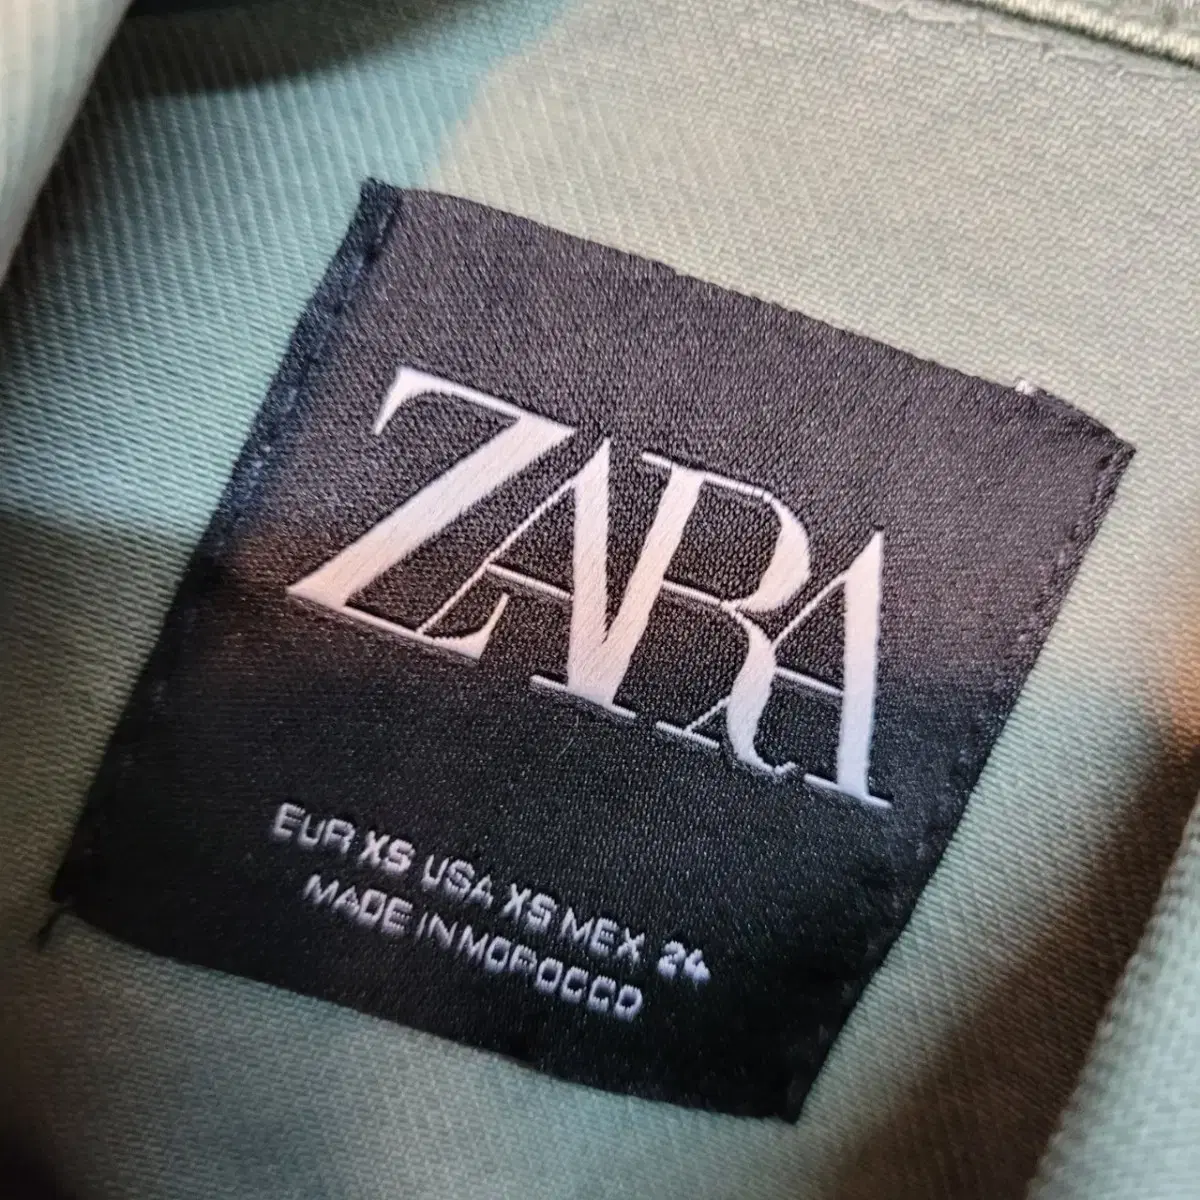 ZARA
EUR XS USA XS MEX 24
MADE IN MOROCCO